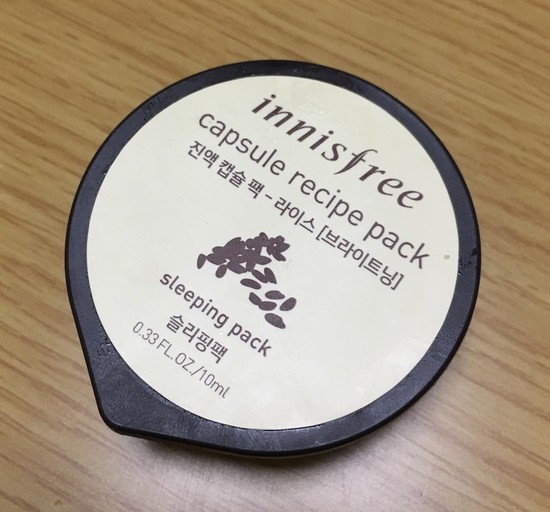 innisfree
capsule recipe pack
진액 캡슐 팩 - 라이스 [브라이트닝]
sleeping pack
슬리핑팩
0.33 FL.OZ./10ml